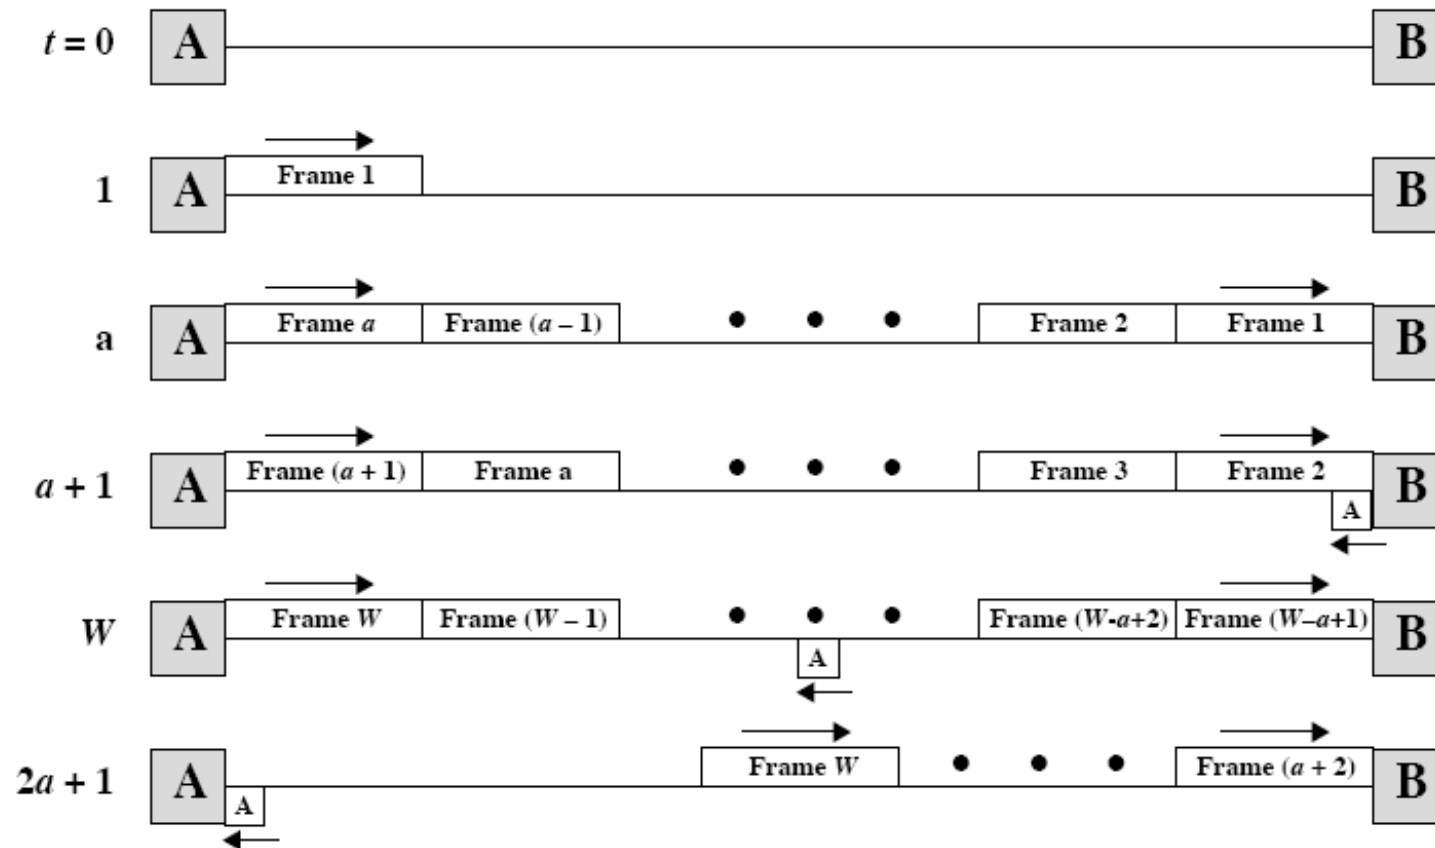 t = 0 A B
1 A Frame 1 B
a A Frame a Frame (a – 1) • • • Frame 2 Frame 1 B
a + 1 A Frame (a + 1) Frame a • • • Frame 3 Frame 2 B
A
W A Frame W Frame (W – 1) • • • Frame (W-a+2) Frame (W–a+1) B
A
2a + 1 A Frame W • • • Frame (a + 2) B
A